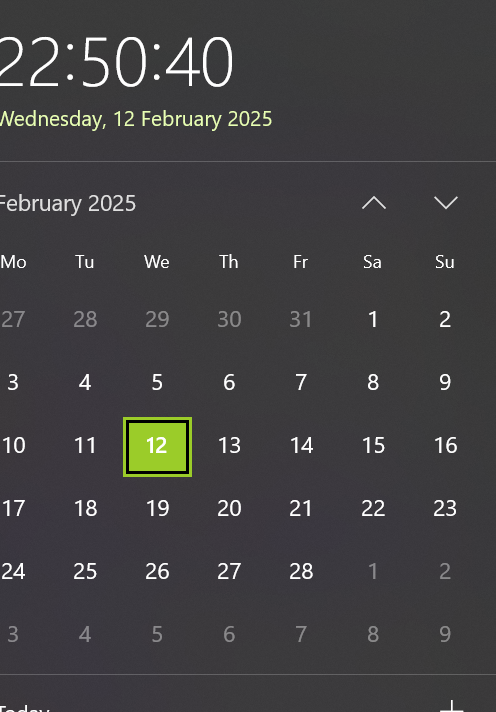 22:50:40
Wednesday, 12 February 2025
February 2025
Mo Tu We Th Fr Sa Su
27 28 29 30 31 1 2
3 4 5 6 7 8 9
10 11 12 13 14 15 16
17 18 19 20 21 22 23
24 25 26 27 28 1 2
3 4 5 6 7 8 9
Today